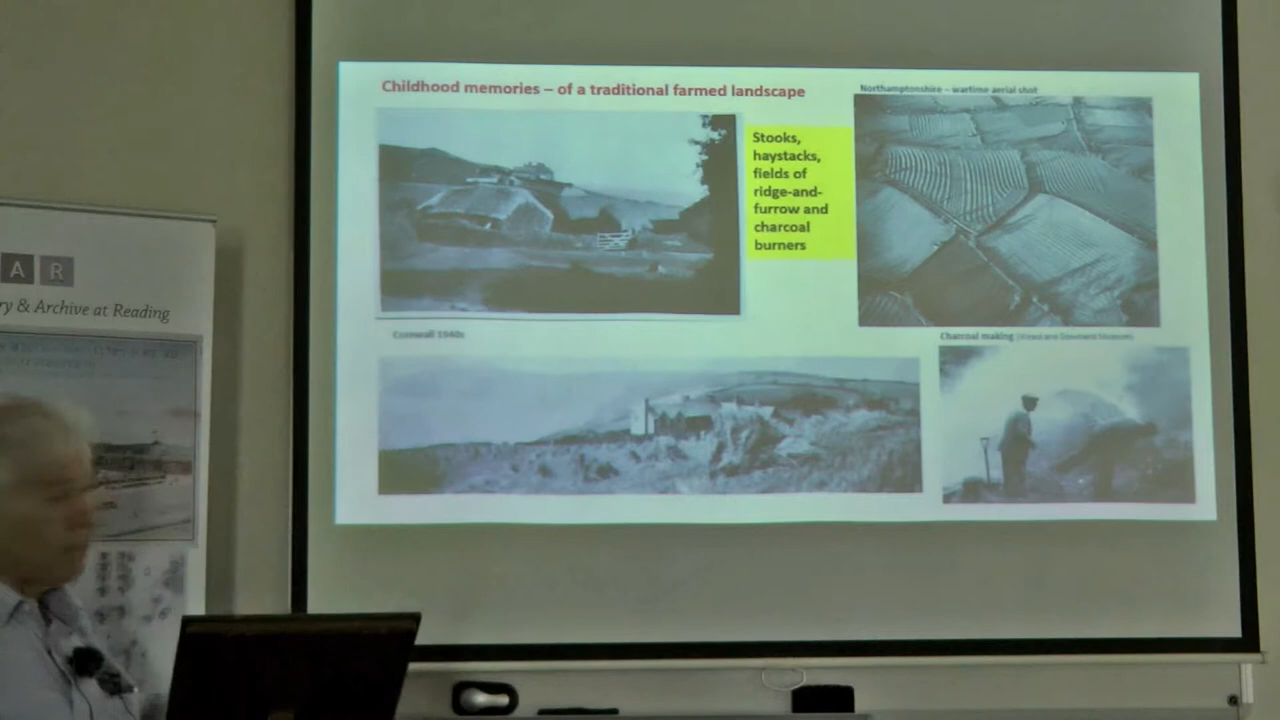 Childhood memories – of a traditional farmed landscape
Northamptonshire – wartime aerial shot
Stooks,
haystacks,
fields of
ridge-and-
furrow and
charcoal
burners
Cornwall 1940s
Charcoal making (Weald and Downland Museum)
A R
ry & Archive at Reading